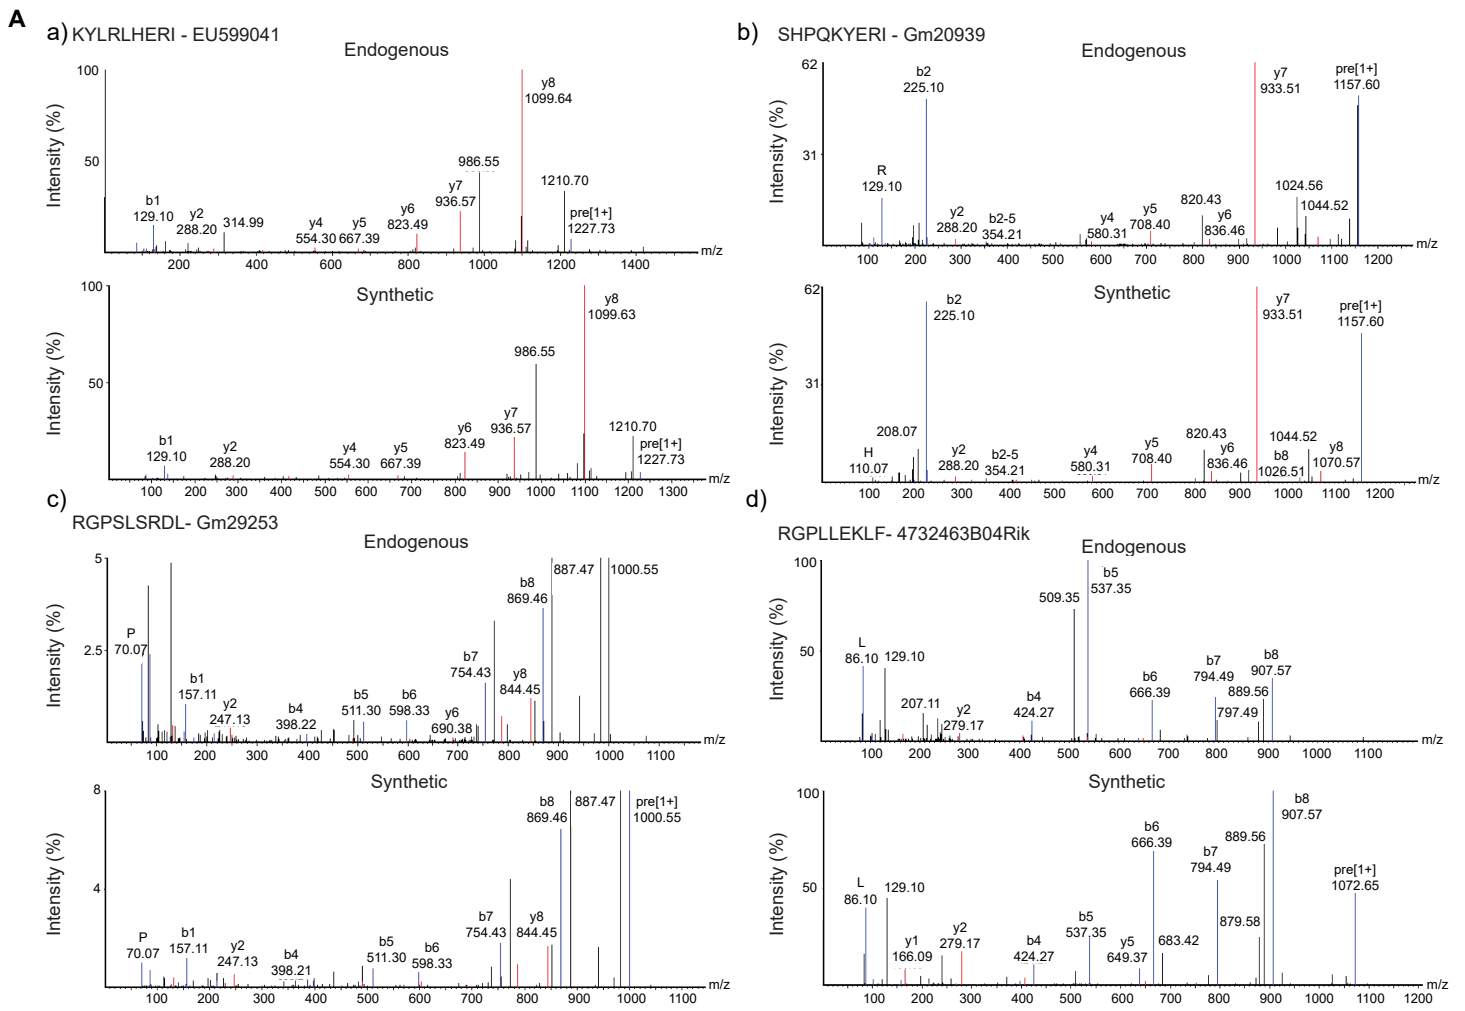 A
a) KYLRLHERI - EU599041
Endogenous
Intensity (%)
100
50
b1
129.10
y2
288.20
314.99
y4
554.30
y5
667.39
y6
823.49
y7
936.57
986.55
y8
1099.64
1210.70
pre[1+]
1227.73
200 400 600 800 1000 1200 1400
m/z
Synthetic
Intensity (%)
100
50
b1
129.10
y2
288.20
y4
554.30
y5
667.39
y6
823.49
y7
936.57
986.55
y8
1099.63
1210.70
pre[1+]
1227.73
100 200 300 400 500 600 700 800 900 1000 1100 1200 1300
m/z
b) SHPQKYERI - Gm20939
Endogenous
Intensity (%)
62
31
R
129.10
b2
225.10
y2
288.20
b2-5
354.21
y4
580.31
y5
708.40
820.43
y6
836.46
y7
933.51
1024.56
1044.52
pre[1+]
1157.60
100 200 300 400 500 600 700 800 900 1000 1100 1200
m/z
Synthetic
Intensity (%)
62
31
H
110.07
208.07
b2
225.10
y2
288.20
b2-5
354.21
y4
580.31
y5
708.40
820.43
y6
836.46
y7
933.51
b8
1026.51
1044.52
y8
1070.57
pre[1+]
1157.60
100 200 300 400 500 600 700 800 900 1000 1100 1200
m/z
c)
RGPSLSRDL- Gm29253
Endogenous
Intensity (%)
5
2.5
P
70.07
b1
157.11
y2
247.13
b4
398.22
b5
511.30
b6
598.33
y6
690.38
b7
754.43
y8
844.45
b8
869.46
887.47
1000.55
100 200 300 400 500 600 700 800 900 1000 1100
m/z
Synthetic
Intensity (%)
8
4
P
70.07
b1
157.11
y2
247.13
b4
398.21
b5
511.30
b6
598.33
b7
754.43
y8
844.45
b8
869.46
887.47
pre[1+]
1000.55
100 200 300 400 500 600 700 800 900 1000 1100
m/z
d)
RGPLLEKLF- 4732463B04Rik
Endogenous
Intensity (%)
100
50
L
86.10
129.10
207.11
y2
279.17
b4
424.27
509.35
b5
537.35
b6
666.39
b7
794.49
797.49
889.56
b8
907.57
100 200 300 400 500 600 700 800 900 1000 1100
m/z
Synthetic
Intensity (%)
100
50
L
86.10
129.10
y1
166.09
y2
279.17
b4
424.27
b5
537.35
y5
649.37
b6
666.39
683.42
b7
794.49
879.58
889.56
b8
907.57
pre[1+]
1072.65
100 200 300 400 500 600 700 800 900 1000 1100 1200
m/z